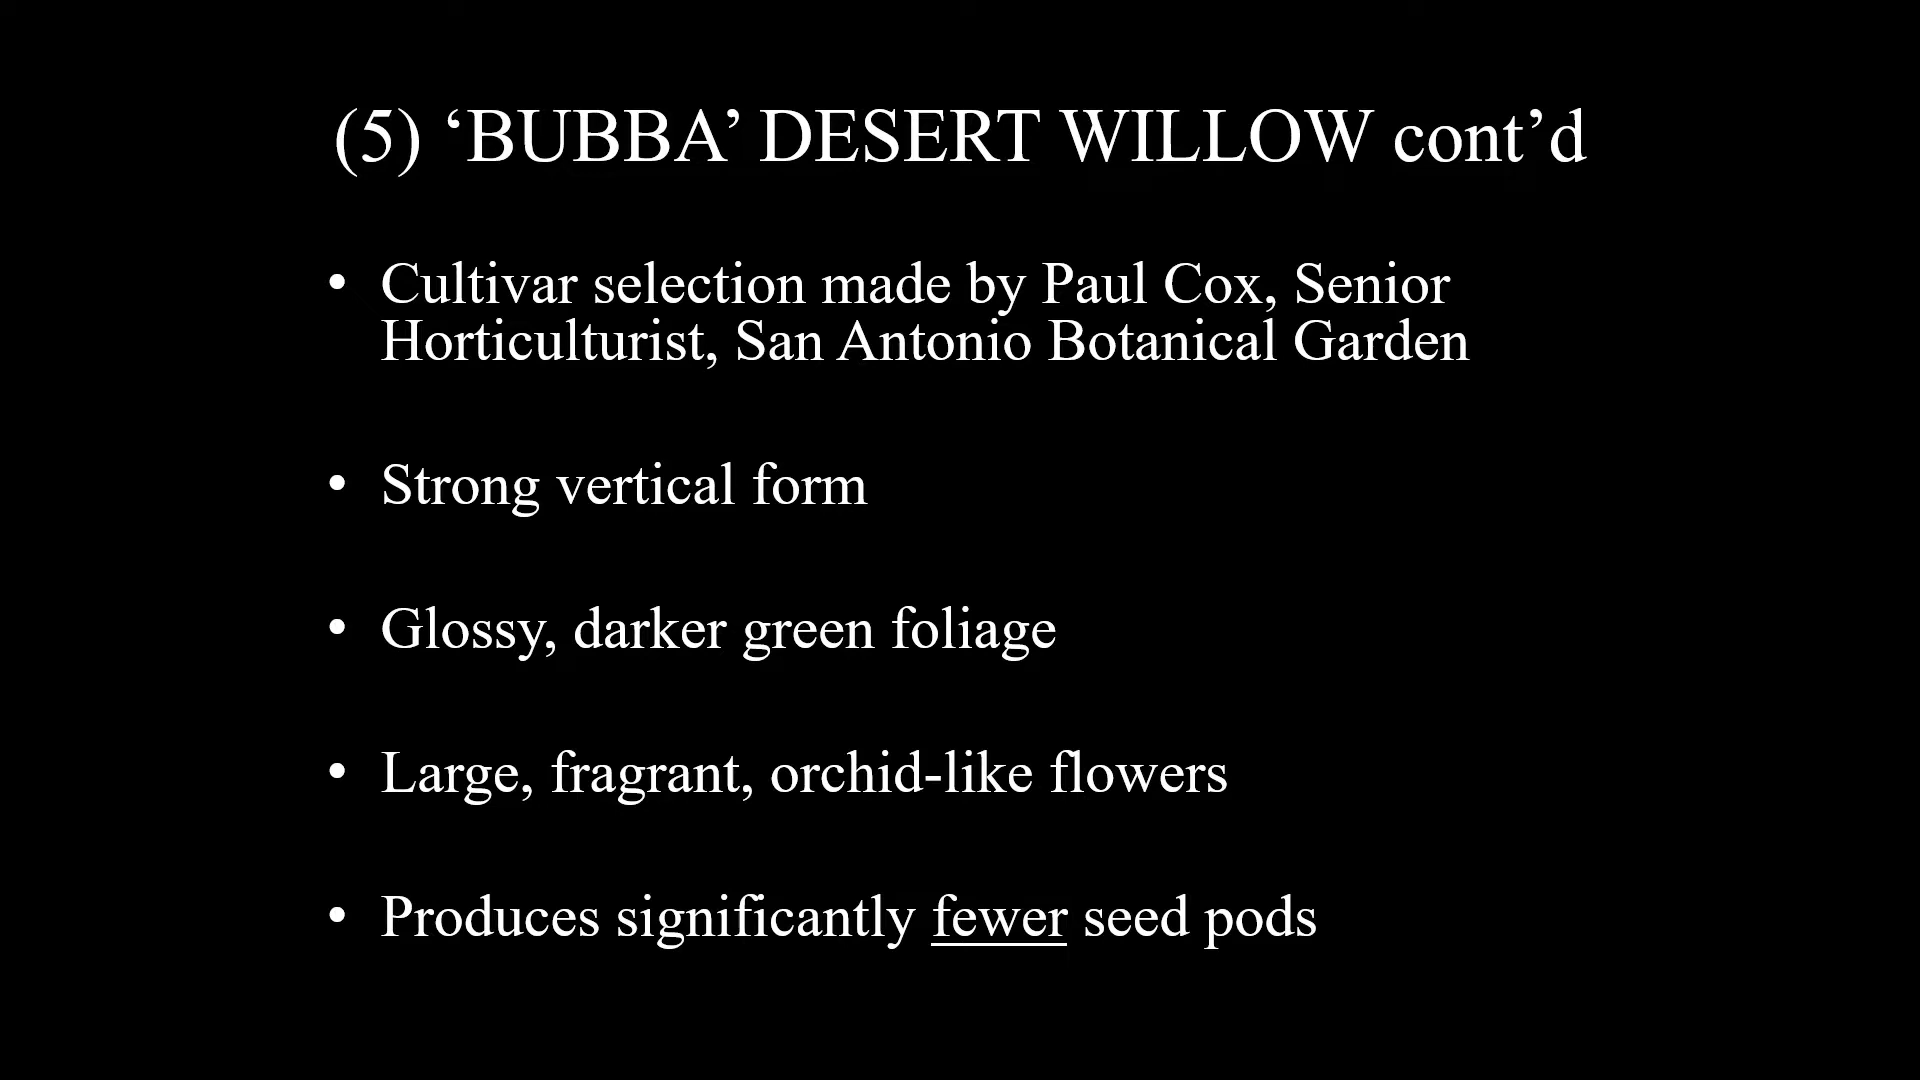 (5) ‘BUBBA’ DESERT WILLOW cont’d
• Cultivar selection made by Paul Cox, Senior
Horticulturist, San Antonio Botanical Garden
• Strong vertical form
• Glossy, darker green foliage
• Large, fragrant, orchid-like flowers
• Produces significantly fewer seed pods